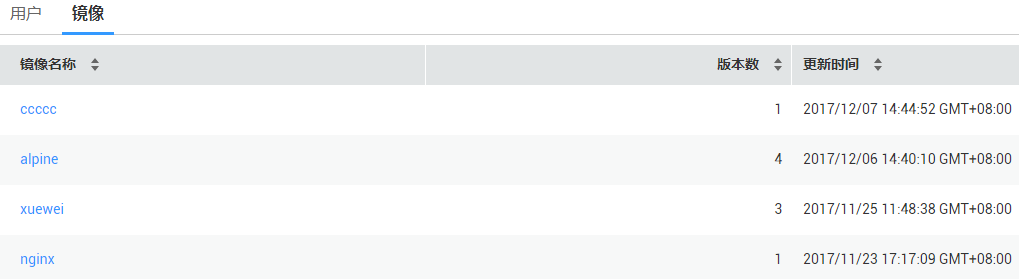 用户 镜像
镜像名称 版本数 更新时间
ccccc 1 2017/12/07 14:44:52 GMT+08:00
alpine 4 2017/12/06 14:40:10 GMT+08:00
xuewei 3 2017/11/25 11:48:38 GMT+08:00
nginx 1 2017/11/23 17:17:09 GMT+08:00